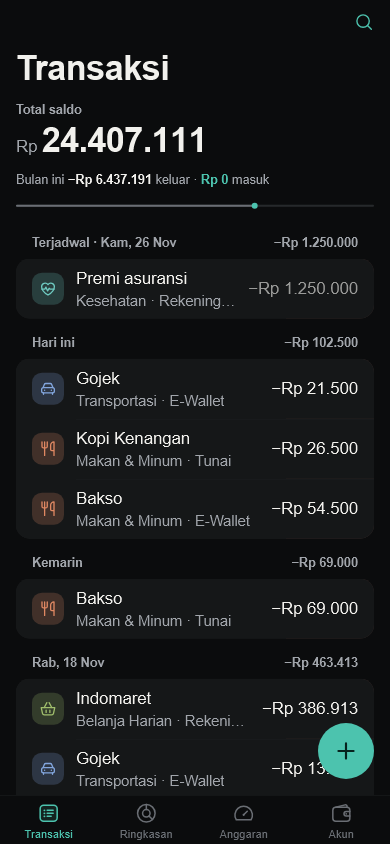 Transaksi
Total saldo
Rp 24.407.111
Bulan ini −Rp 6.437.191 keluar · Rp 0 masuk
Terjadwal · Kam, 26 Nov −Rp 1.250.000
Premi asuransi −Rp 1.250.000
Kesehatan · Rekening…
Hari ini −Rp 102.500
Gojek −Rp 21.500
Transportasi · E-Wallet
Kopi Kenangan −Rp 26.500
Makan & Minum · Tunai
Bakso −Rp 54.500
Makan & Minum · E-Wallet
Kemarin −Rp 69.000
Bakso −Rp 69.000
Makan & Minum · Tunai
Rab, 18 Nov −Rp 463.413
Indomaret −Rp 386.913
Belanja Harian · Rekeni…
Gojek −Rp
Transportasi · E-Wallet
Transaksi Ringkasan Anggaran Akun